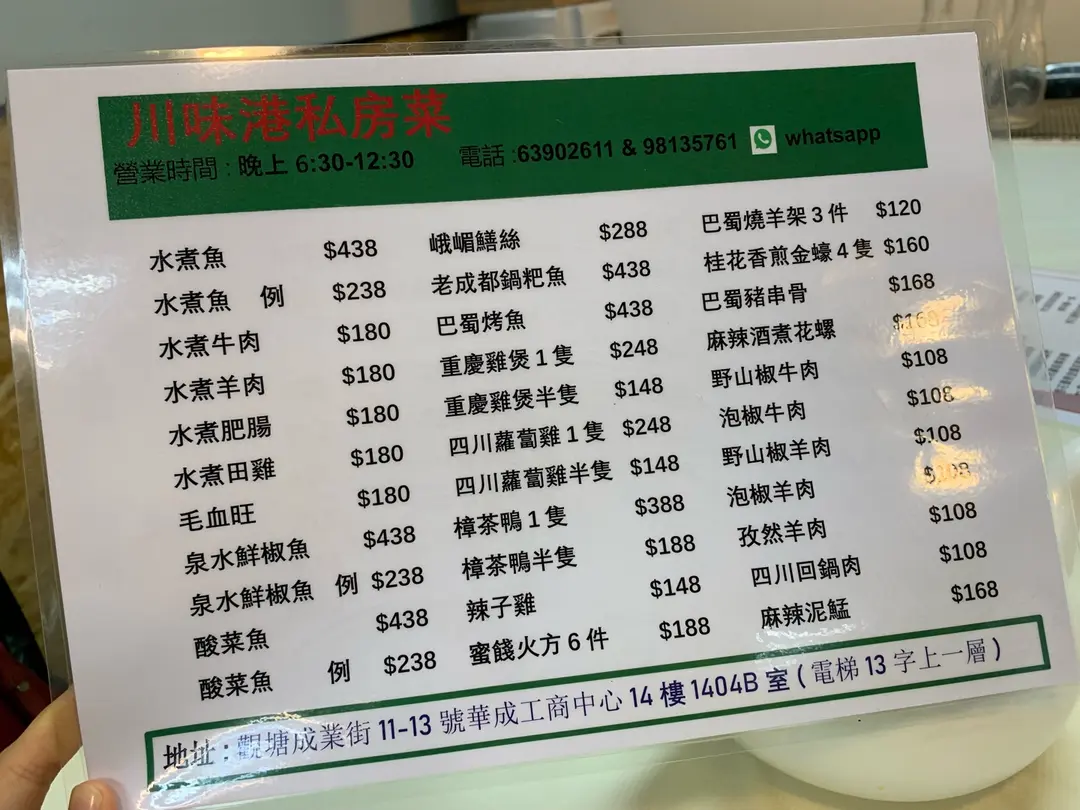 川味港私房菜
營業時間 : 晚上 6:30-12:30 電話 :63902611 & 98135761 whatsapp
水煮魚 $438
水煮魚 例 $238
水煮牛肉 $180
水煮羊肉 $180
水煮肥腸 $180
水煮田雞 $180
毛血旺 $180
泉水鮮椒魚 $438
泉水鮮椒魚 例 $238
酸菜魚 $438
酸菜魚 例 $238
峨嵋鱔絲 $288
老成都鍋粑魚 $438
巴蜀烤魚 $438
重慶雞煲 1 隻 $248
重慶雞煲半隻 $148
四川蘿蔔雞 1 隻 $248
四川蘿蔔雞半隻 $148
樟茶鴨 1 隻 $388
樟茶鴨半隻 $188
辣子雞 $148
蜜餞火方 6 件 $188
巴蜀燒羊架 3 件 $120
桂花香煎金蠔 4 隻 $160
巴蜀豬串骨 $168
麻辣酒煮花螺
野山椒牛肉 $108
泡椒牛肉 $108
野山椒羊肉 $108
泡椒羊肉 $108
孜然羊肉 $108
四川回鍋肉 $108
麻辣泥鯭 $168
地址 : 觀塘成業街 11-13 號華成工商中心 14 樓 1404B 室 ( 電梯 13 字上一層 )